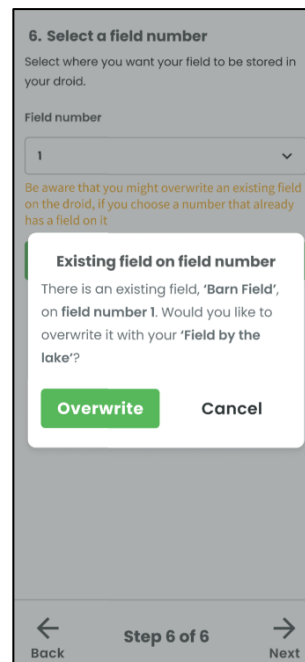 6. Select a field number
Select where you want your field to be stored in
your droid.
Field number
1
Be aware that you might overwrite an existing field
on the droid, if you choose a number that already
has a field on it
Existing field on field number
There is an existing field, ‘Barn Field’,
on field number 1. Would you like to
overwrite it with your ‘Field by the
lake’?
Overwrite Cancel
Back Step 6 of 6 Next